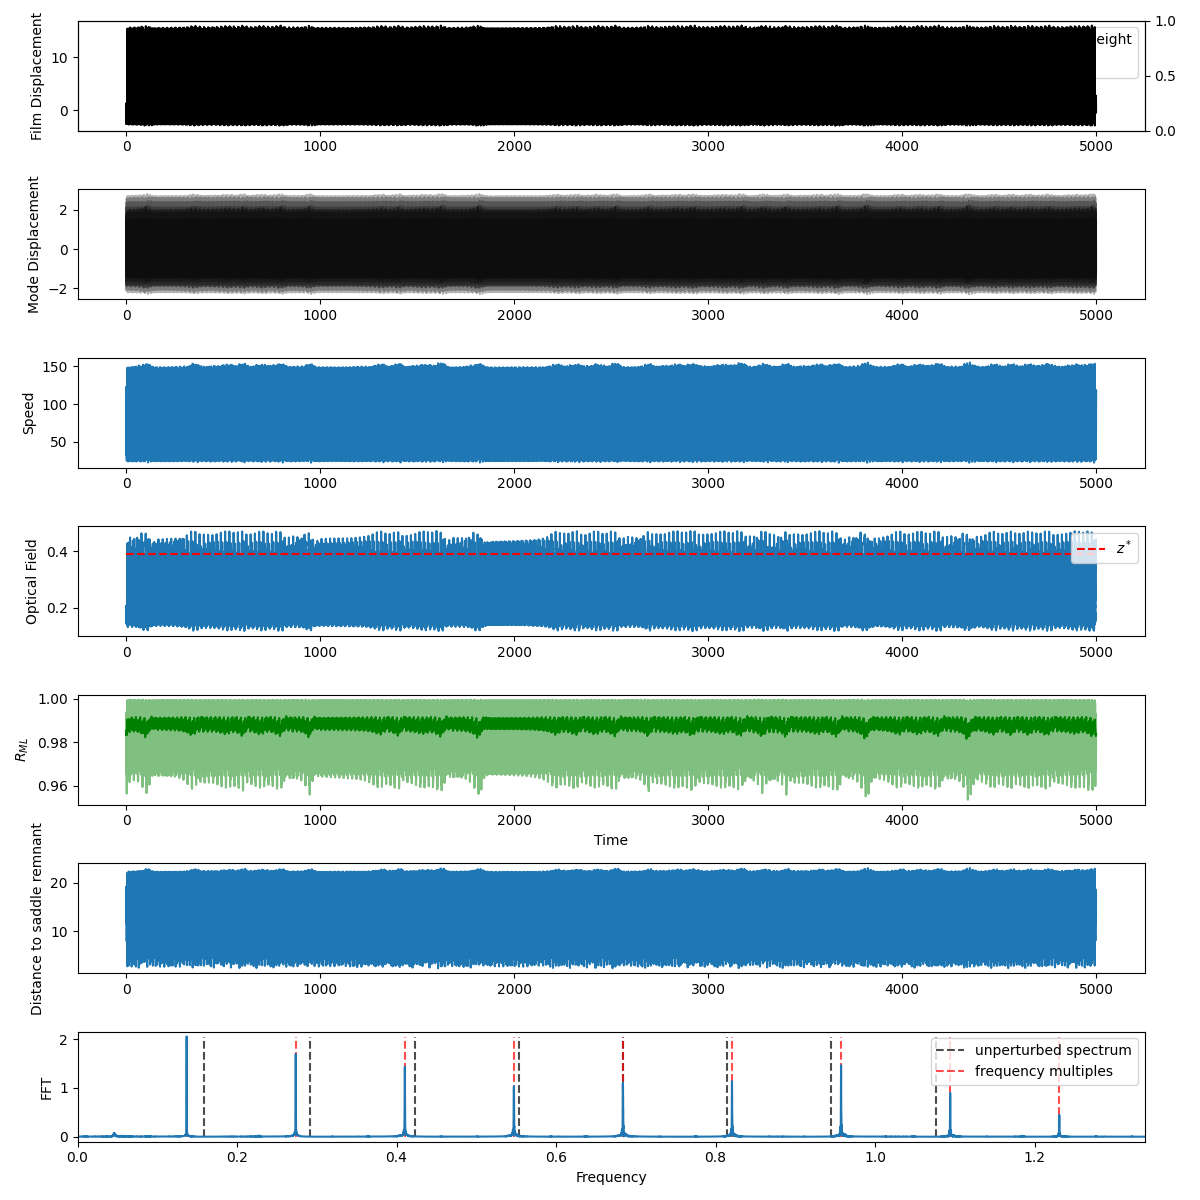 Film Displacement
10
0
eight
1.0
0.5
0.0
0 1000 2000 3000 4000 5000
Mode Displacement
2
0
−2
0 1000 2000 3000 4000 5000
Speed
150
100
50
0 1000 2000 3000 4000 5000
Optical Field
0.4
0.2
z*
0 1000 2000 3000 4000 5000
R_ML
1.00
0.98
0.96
0 1000 2000 3000 4000 5000
Time
Distance to saddle remnant
20
10
0 1000 2000 3000 4000 5000
FFT
2
1
0
unperturbed spectrum
frequency multiples
0.0 0.2 0.4 0.6 0.8 1.0 1.2
Frequency